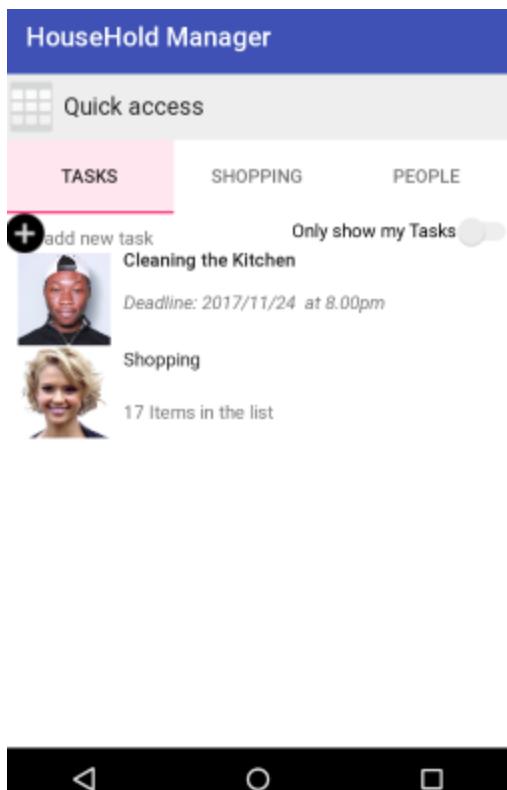 HouseHold Manager
Quick access
TASKS SHOPPING PEOPLE
add new task Only show my Tasks
Cleaning the Kitchen
Deadline: 2017/11/24 at 8.00pm
Shopping
17 Items in the list